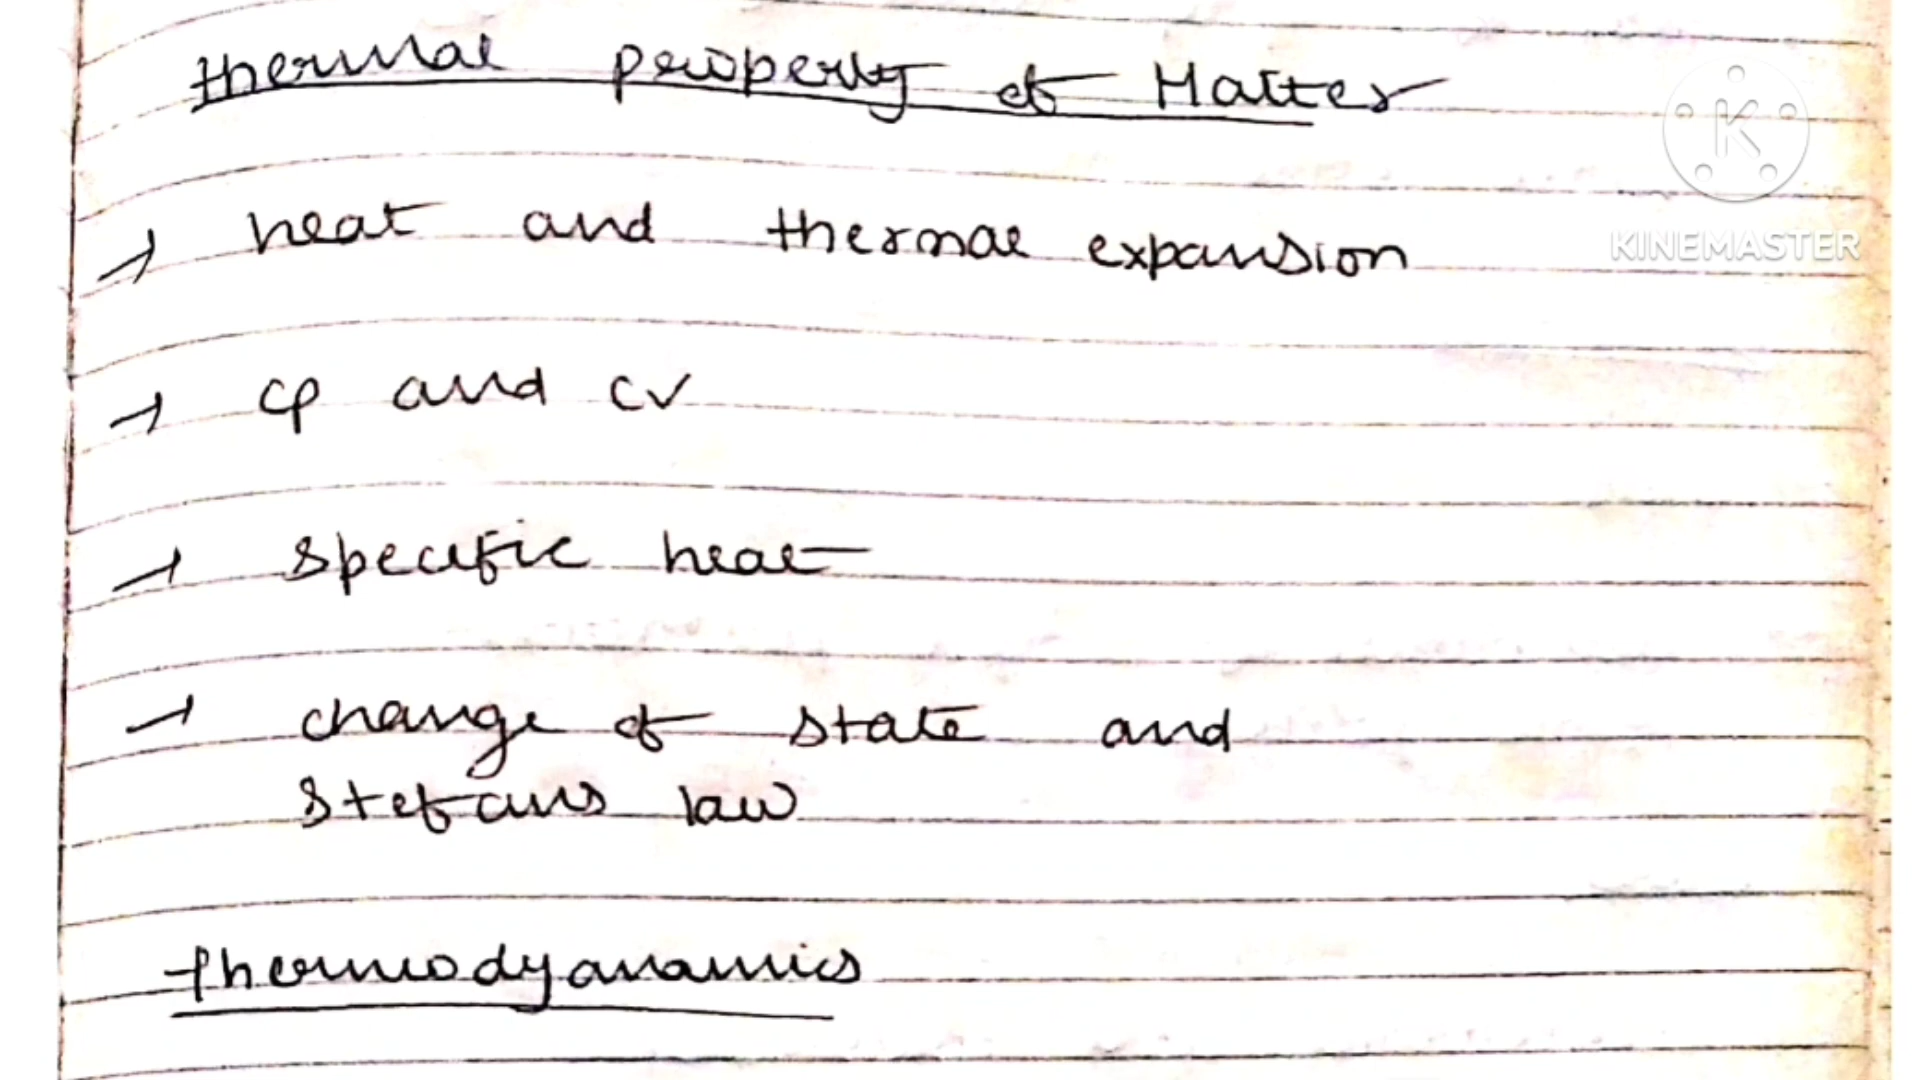 thermal property of Matter
→ heat and thermal expansion
→ cp and cv
→ specific heat
→ change of state and
stefans law
thermodyanamics
KINEMASTER